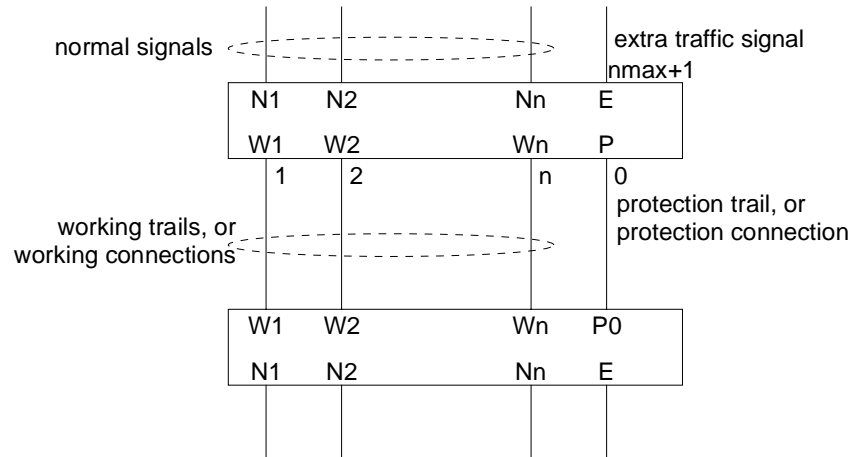 normal signals
extra traffic signal
nmax+1
N1 N2 Nn E
W1 W2 Wn P
1 2 n 0
working trails, or
working connections
protection trail, or
protection connection
W1 W2 Wn P0
N1 N2 Nn E